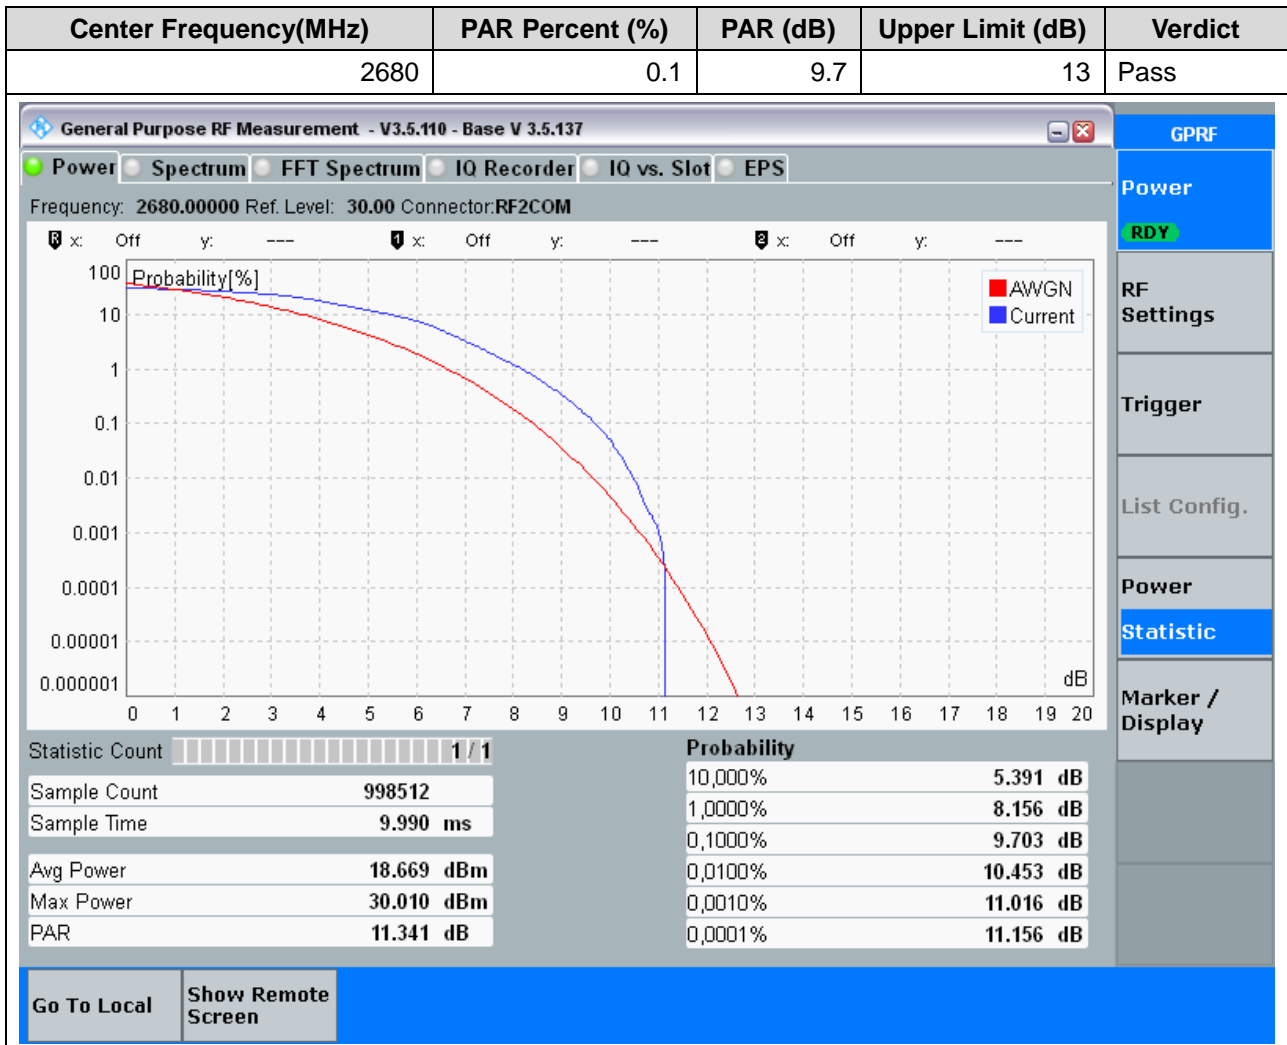 Center Frequency(MHz) PAR Percent (%) PAR (dB) Upper Limit (dB) Verdict
2680 0.1 9.7 13 Pass
General Purpose RF Measurement - V3.5.110 - Base V 3.5.137
GPRF
Power Spectrum FFT Spectrum IQ Recorder IQ vs. Slot EPS
Power
RDY
Frequency: 2680.00000 Ref. Level: 30.00 Connector:RF2COM
R x: Off y: --- 1 x: Off y: --- 2 x: Off y: ---
Probability[%]
100
10
1
0.1
0.01
0.001
0.0001
0.00001
0.000001
AWGN
Current
dB
0 1 2 3 4 5 6 7 8 9 10 11 12 13 14 15 16 17 18 19 20
RF
Settings
Trigger
List Config.
Power
Statistic
Marker /
Display
Statistic Count 1 / 1
Sample Count 998512
Sample Time 9.990 ms
Avg Power 18.669 dBm
Max Power 30.010 dBm
PAR 11.341 dB
Probability
10,000% 5.391 dB
1,0000% 8.156 dB
0,1000% 9.703 dB
0,0100% 10.453 dB
0,0010% 11.016 dB
0,0001% 11.156 dB
Go To Local
Show Remote
Screen